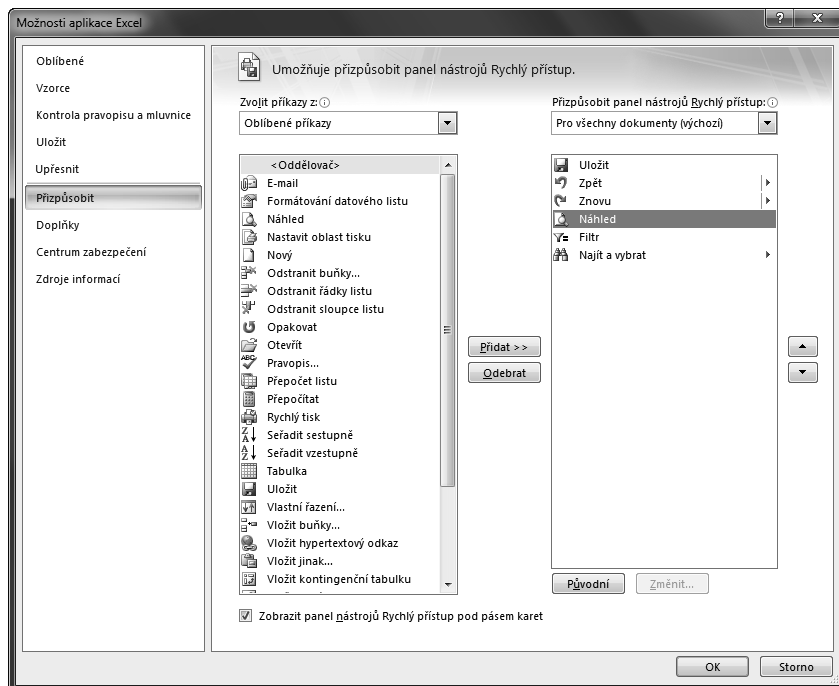 Možnosti aplikace Excel
Oblíbené
Vzorce
Kontrola pravopisu a mluvnice
Uložit
Upřesnit
Přizpůsobit
Doplňky
Centrum zabezpečení
Zdroje informací
Umožňuje přizpůsobit panel nástrojů Rychlý přístup.
Zvolit příkazy z:
Oblíbené příkazy
<Oddělovač>
E-mail
Formátování datového listu
Náhled
Nastavit oblast tisku
Nový
Odstranit buňky...
Odstranit řádky listu
Odstranit sloupce listu
Opakovat
Otevřít
Pravopis...
Přepočet listu
Přepočítat
Rychlý tisk
Seřadit sestupně
Seřadit vzestupně
Tabulka
Uložit
Vlastní řazení...
Vložit buňky...
Vložit hypertextový odkaz
Vložit jinak...
Vložit kontingenční tabulku
Přidat >>
Odebrat
Přizpůsobit panel nástrojů Rychlý přístup:
Pro všechny dokumenty (výchozí)
Uložit
Zpět
Znovu
Náhled
Filtr
Najít a vybrat
Původní
Změnit...
Zobrazit panel nástrojů Rychlý přístup pod pásem karet
OK
Storno